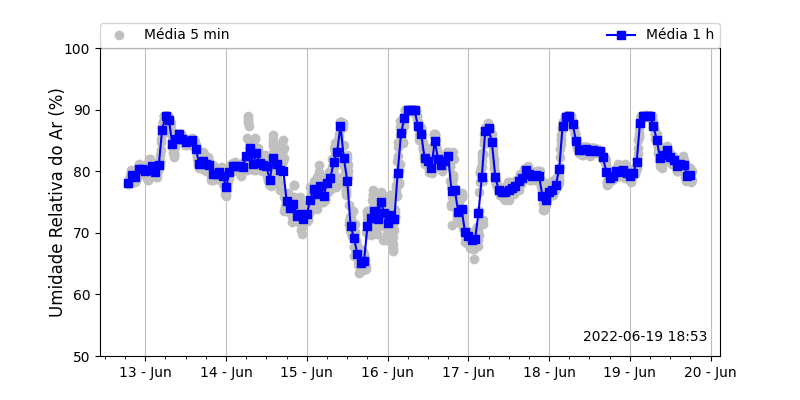 Média 5 min
Média 1 h
Umidade Relativa do Ar (%)
100
90
80
70
60
50
2022-06-19 18:53
13 - Jun
14 - Jun
15 - Jun
16 - Jun
17 - Jun
18 - Jun
19 - Jun
20 - Jun